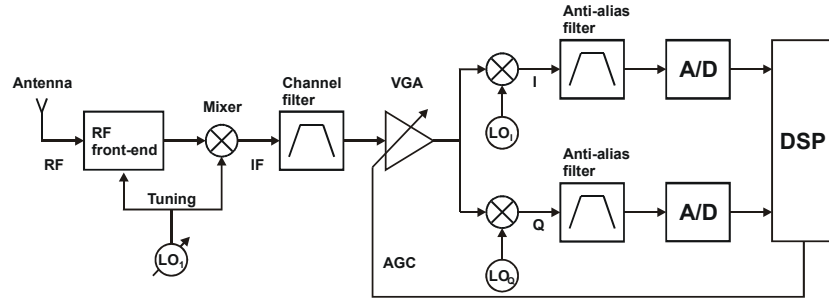 Antenna
RF
RF
front-end
Tuning
LO1
Mixer
IF
Channel
filter
VGA
AGC
LOI
I
Anti-alias
filter
A/D
LOQ
Q
Anti-alias
filter
A/D
DSP